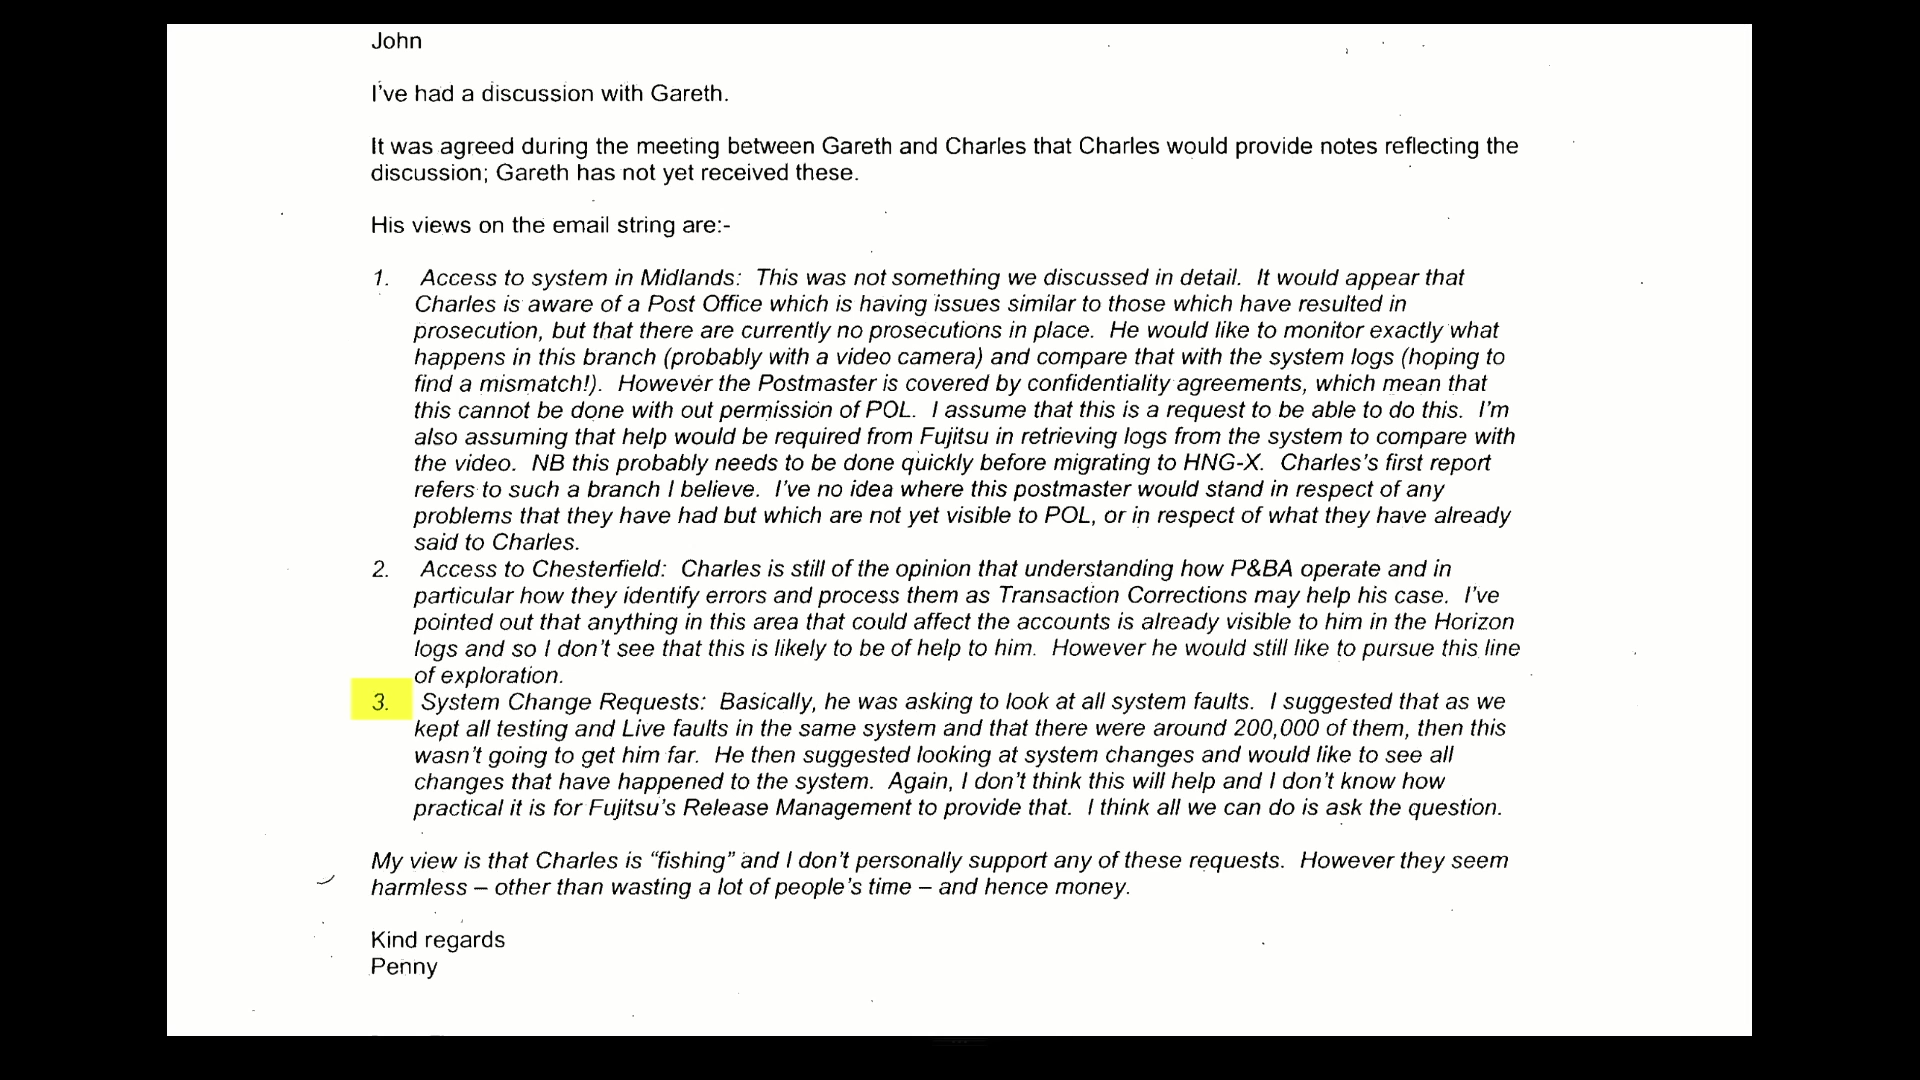 John
I've had a discussion with Gareth.
It was agreed during the meeting between Gareth and Charles that Charles would provide notes reflecting the
discussion; Gareth has not yet received these.
His views on the email string are:-
1. Access to system in Midlands: This was not something we discussed in detail. It would appear that
Charles is aware of a Post Office which is having issues similar to those which have resulted in
prosecution, but that there are currently no prosecutions in place. He would like to monitor exactly what
happens in this branch (probably with a video camera) and compare that with the system logs (hoping to
find a mismatch!). However the Postmaster is covered by confidentiality agreements, which mean that
this cannot be done with out permission of POL. I assume that this is a request to be able to do this. I'm
also assuming that help would be required from Fujitsu in retrieving logs from the system to compare with
the video. NB this probably needs to be done quickly before migrating to HNG-X. Charles's first report
refers to such a branch I believe. I've no idea where this postmaster would stand in respect of any
problems that they have had but which are not yet visible to POL, or in respect of what they have already
said to Charles.
2. Access to Chesterfield: Charles is still of the opinion that understanding how P&BA operate and in
particular how they identify errors and process them as Transaction Corrections may help his case. I've
pointed out that anything in this area that could affect the accounts is already visible to him in the Horizon
logs and so I don't see that this is likely to be of help to him. However he would still like to pursue this line
of exploration.
3. System Change Requests: Basically, he was asking to look at all system faults. I suggested that as we
kept all testing and Live faults in the same system and that there were around 200,000 of them, then this
wasn't going to get him far. He then suggested looking at system changes and would like to see all
changes that have happened to the system. Again, I don't think this will help and I don't know how
practical it is for Fujitsu's Release Management to provide that. I think all we can do is ask the question.
My view is that Charles is "fishing" and I don't personally support any of these requests. However they seem
harmless – other than wasting a lot of people's time – and hence money.
Kind regards
Penny